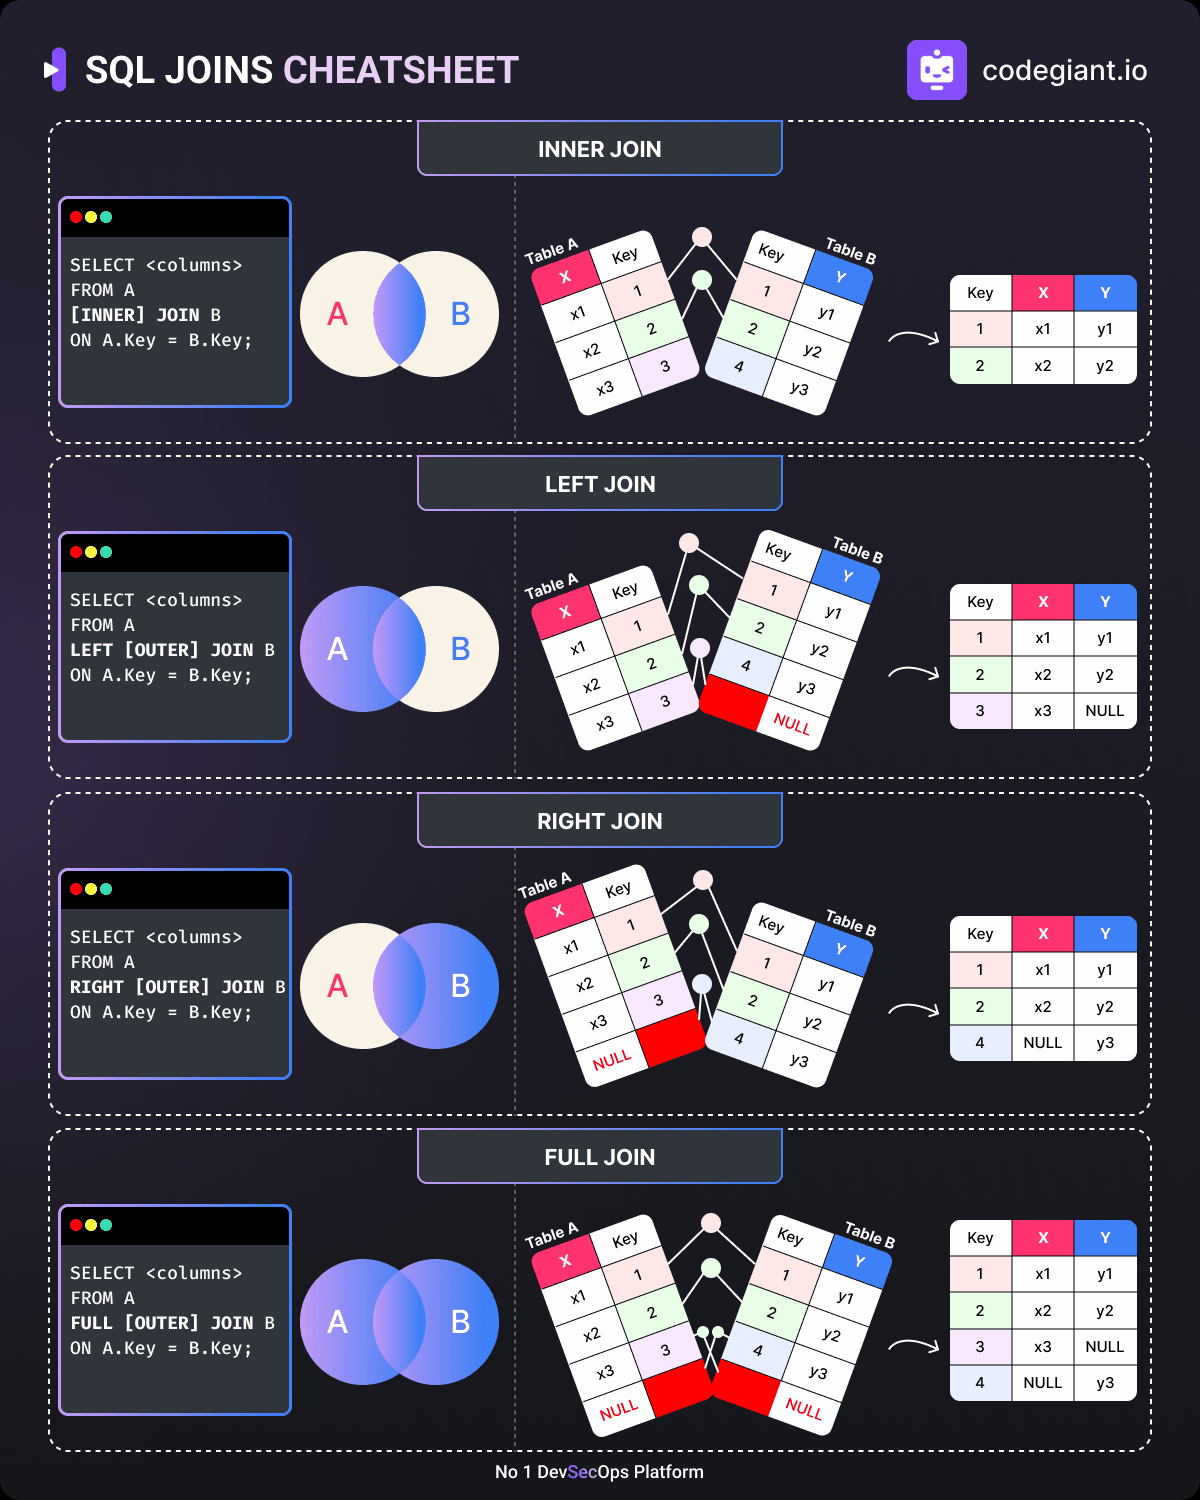 SQL JOINS CHEATSHEET
codegiant.io
INNER JOIN
SELECT <columns>
FROM A
[INNER] JOIN B
ON A.Key = B.Key;
A B
Table A
X Key
x1 1
x2 2
x3 3
Table B
Key Y
1 y1
2 y2
4 y3
Key X Y
1 x1 y1
2 x2 y2
LEFT JOIN
SELECT <columns>
FROM A
LEFT [OUTER] JOIN B
ON A.Key = B.Key;
A B
Table A
X Key
x1 1
x2 2
x3 3
Table B
Key Y
1 y1
2 y2
4 y3
NULL
Key X Y
1 x1 y1
2 x2 y2
3 x3 NULL
RIGHT JOIN
SELECT <columns>
FROM A
RIGHT [OUTER] JOIN B
ON A.Key = B.Key;
A B
Table A
X Key
x1 1
x2 2
x3 3
NULL
Table B
Key Y
1 y1
2 y2
4 y3
Key X Y
1 x1 y1
2 x2 y2
4 NULL y3
FULL JOIN
SELECT <columns>
FROM A
FULL [OUTER] JOIN B
ON A.Key = B.Key;
A B
Table A
X Key
x1 1
x2 2
x3 3
NULL
Table B
Key Y
1 y1
2 y2
4 y3
NULL
Key X Y
1 x1 y1
2 x2 y2
3 x3 NULL
4 NULL y3
No 1 DevSecOps Platform